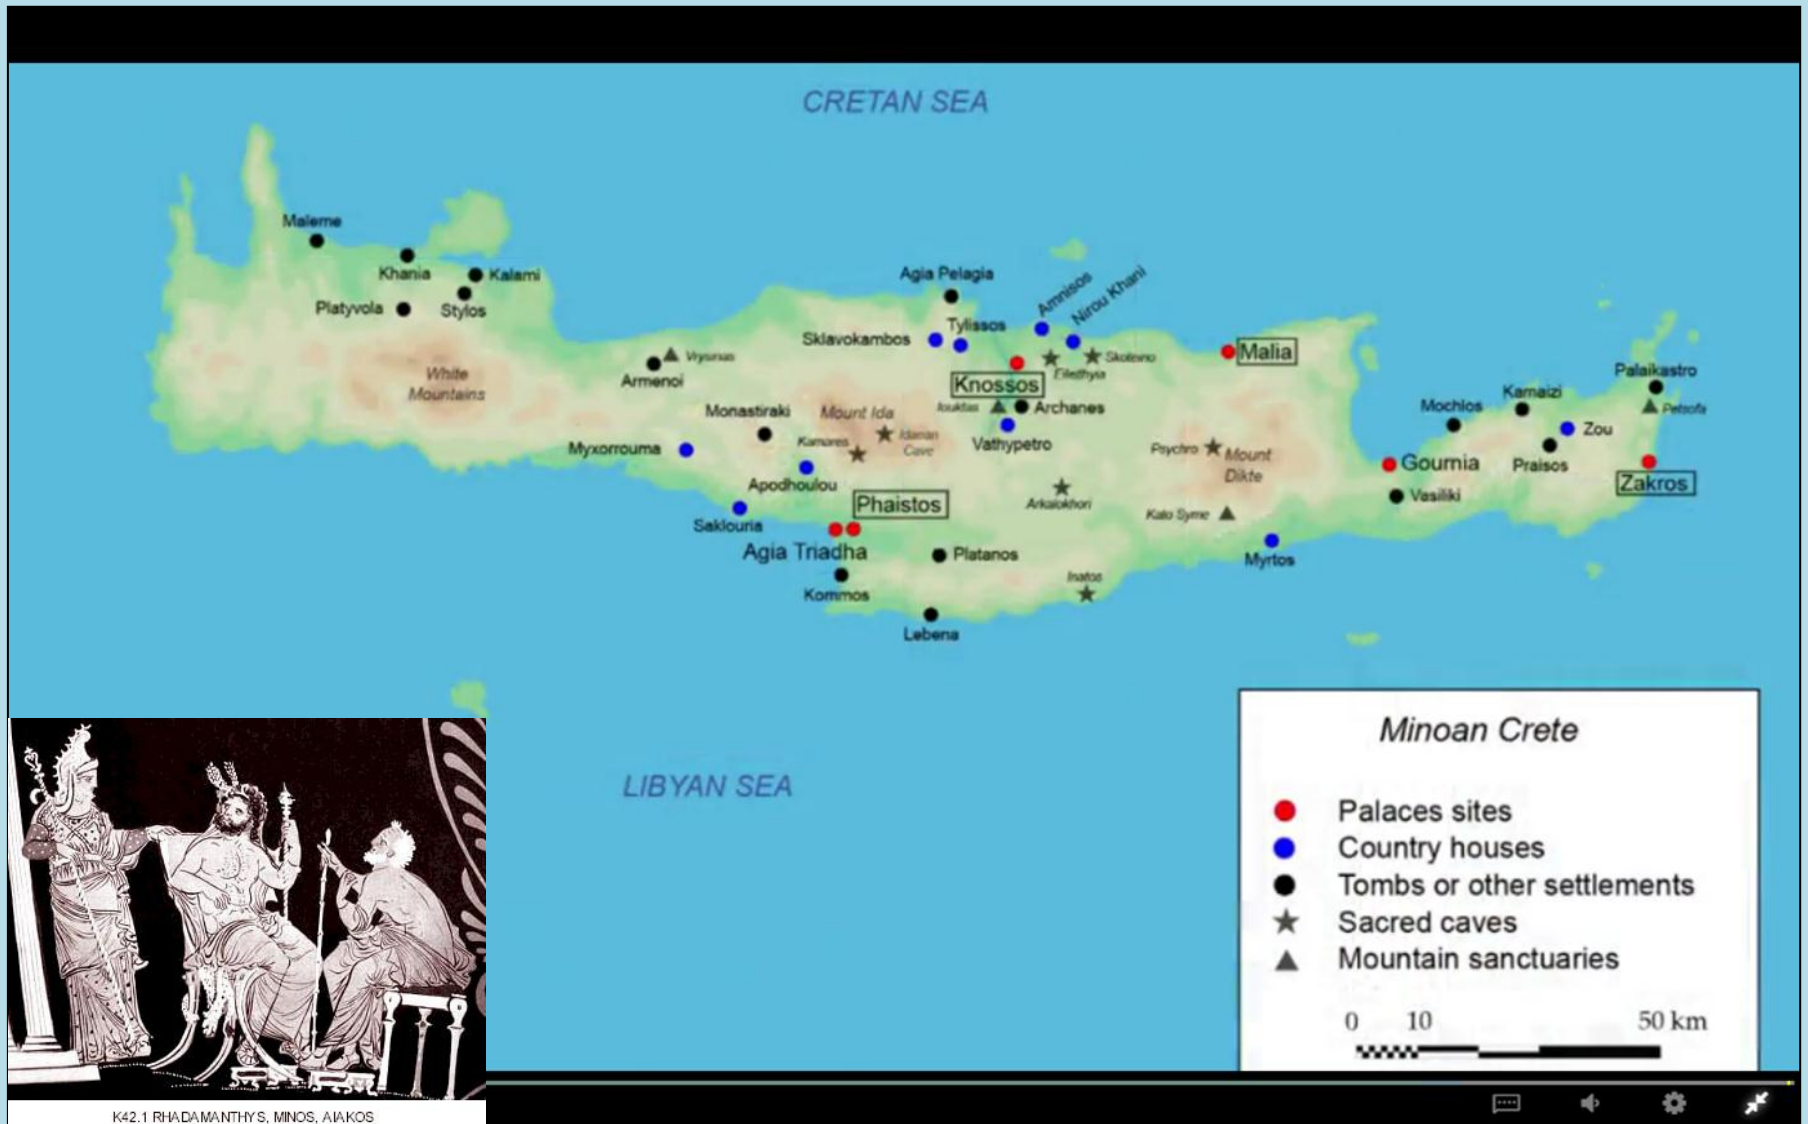 CRETAN SEA
Maleme
Khania
Kalami
Platyvola
Stylos
Agia Pelagia
Amnisos
Nirou Khani
Sklavokambos
Tylissos
Armenoi
Vrysinas
Skoteino
Eileithyia
Malia
Knossos
White
Mountains
Monastiraki
Mount Ida
Iouktas
Archanes
Kamares
Idaean
Cave
Vathypetro
Myxorrouma
Apodhoulou
Psychro
Mount
Dikte
Palaikastro
Kamaizi
Mochlos
Petsofa
Zou
Praisos
Gournia
Zakros
Vasiliki
Phaistos
Arkalokhori
Saklouria
Kato Syme
Agia Triadha
Platanos
Myrtos
Kommos
Inatos
Lebena
LIBYAN SEA
Minoan Crete
Palaces sites
Country houses
Tombs or other settlements
Sacred caves
Mountain sanctuaries
0 10 50 km
K42.1 RHADAMANTHYS, MINOS, AIAKOS